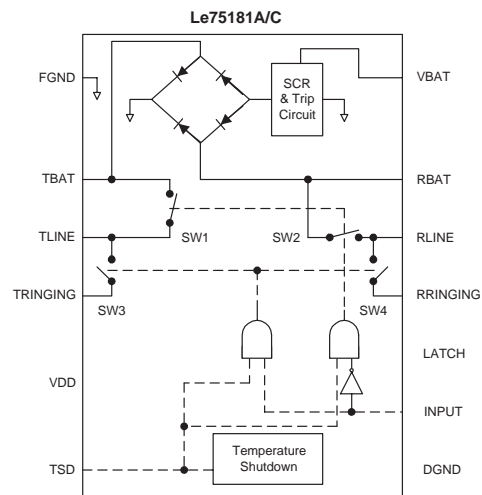 Le75181A/C
FGND
SCR
& Trip
Circuit
VBAT
TBAT
RBAT
TLINE
SW1
SW2
RLINE
TRINGING
SW3
SW4
RRINGING
LATCH
VDD
INPUT
Temperature
Shutdown
TSD
DGND